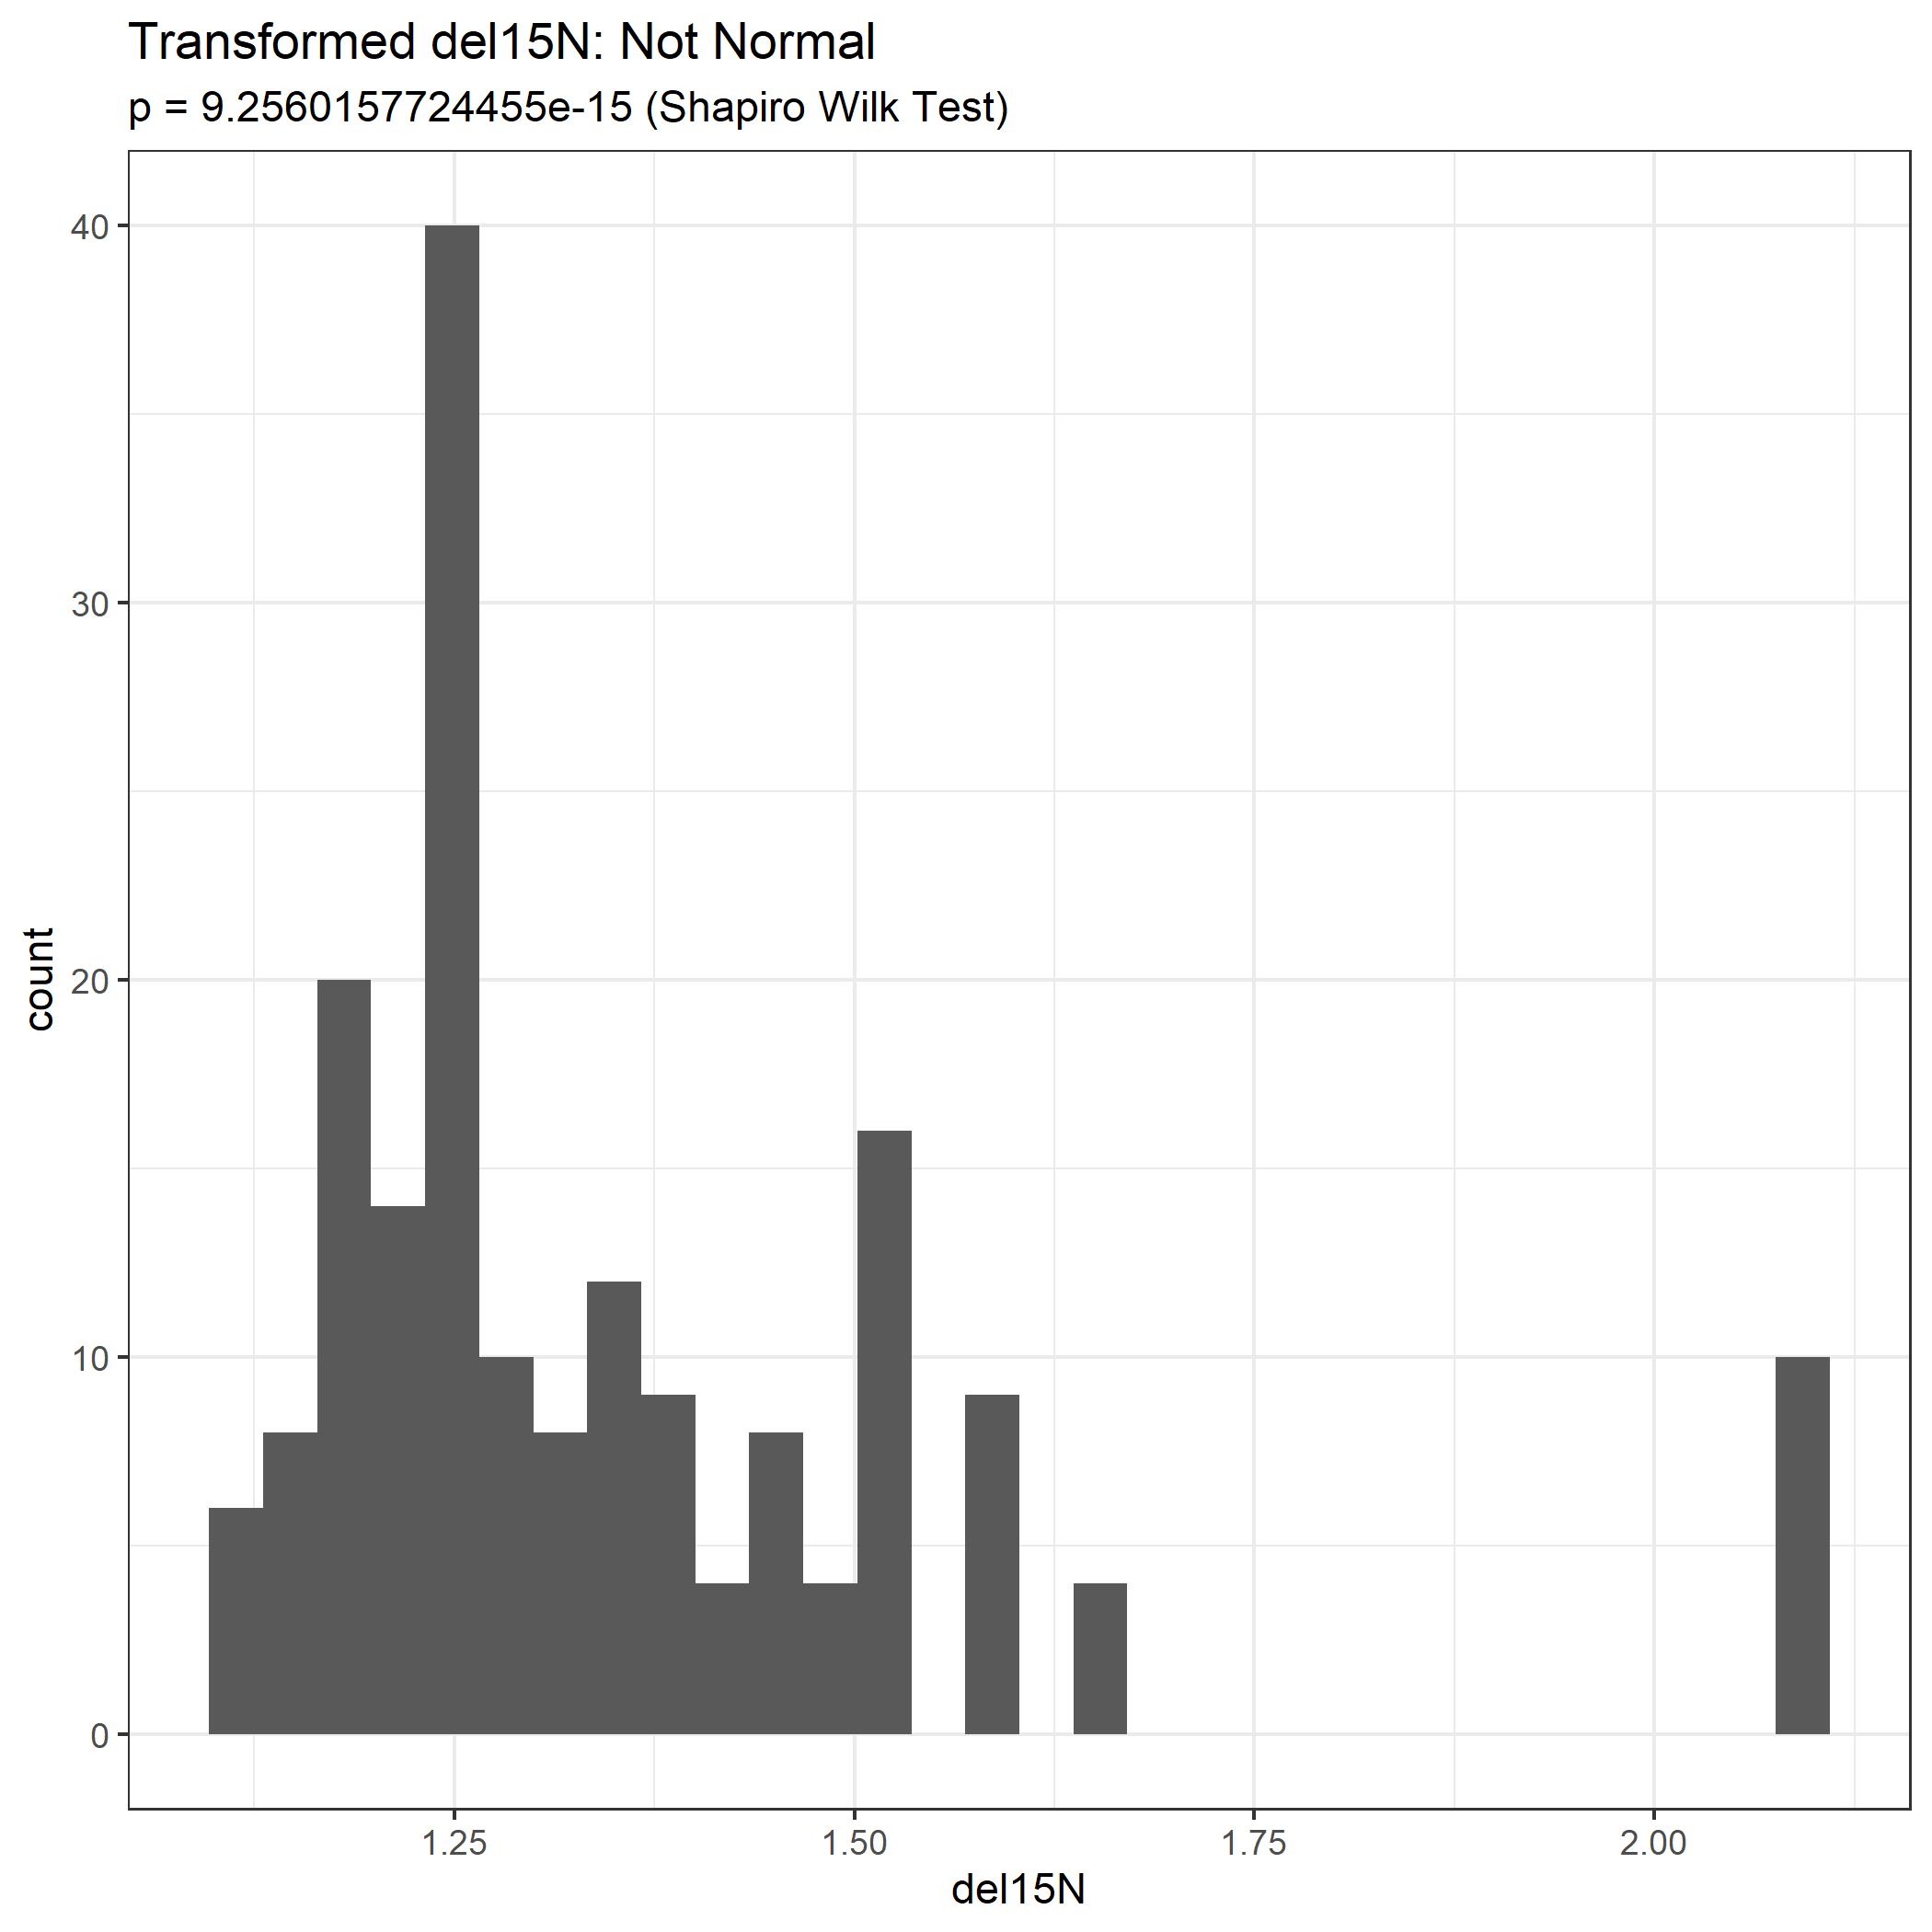 Transformed del15N: Not Normal
p = 9.2560157724455e-15 (Shapiro Wilk Test)
count
40
30
20
10
0
1.25 1.50 1.75 2.00
del15N